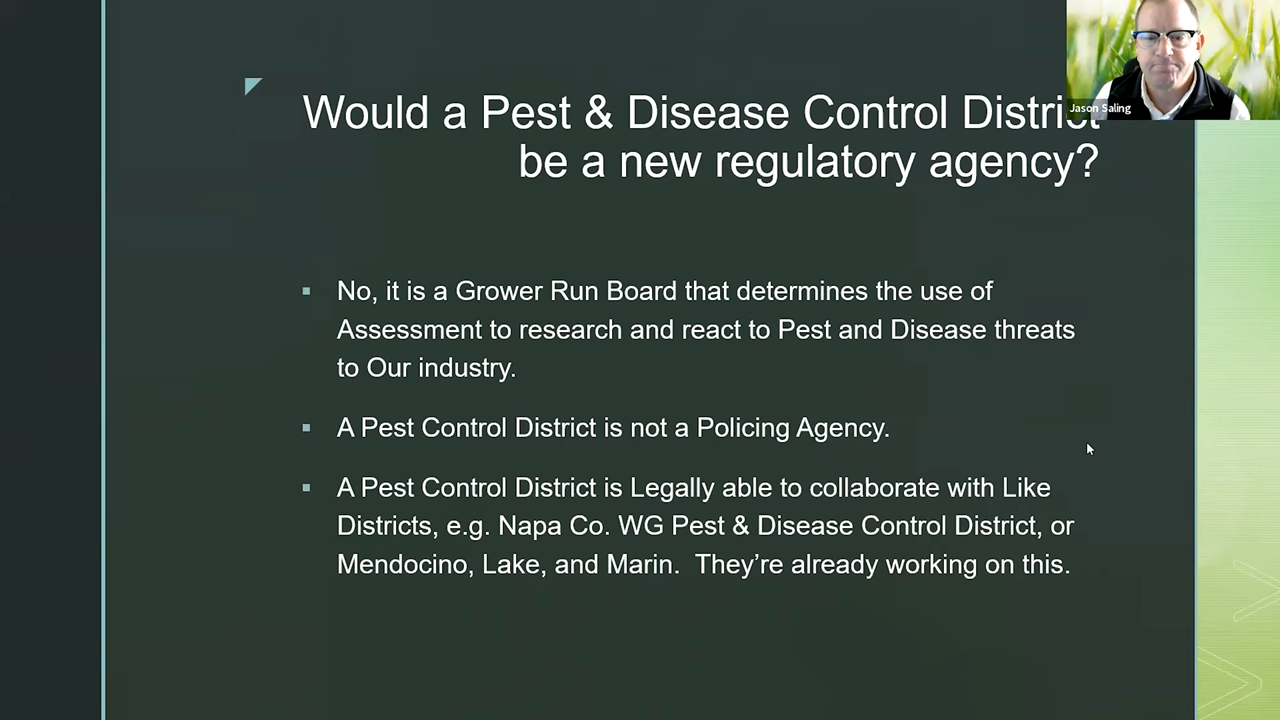 Jason Saling
Would a Pest & Disease Control District
be a new regulatory agency?
No, it is a Grower Run Board that determines the use of
Assessment to research and react to Pest and Disease threats
to Our industry.
A Pest Control District is not a Policing Agency.
A Pest Control District is Legally able to collaborate with Like
Districts, e.g. Napa Co. WG Pest & Disease Control District, or
Mendocino, Lake, and Marin.  They’re already working on this.